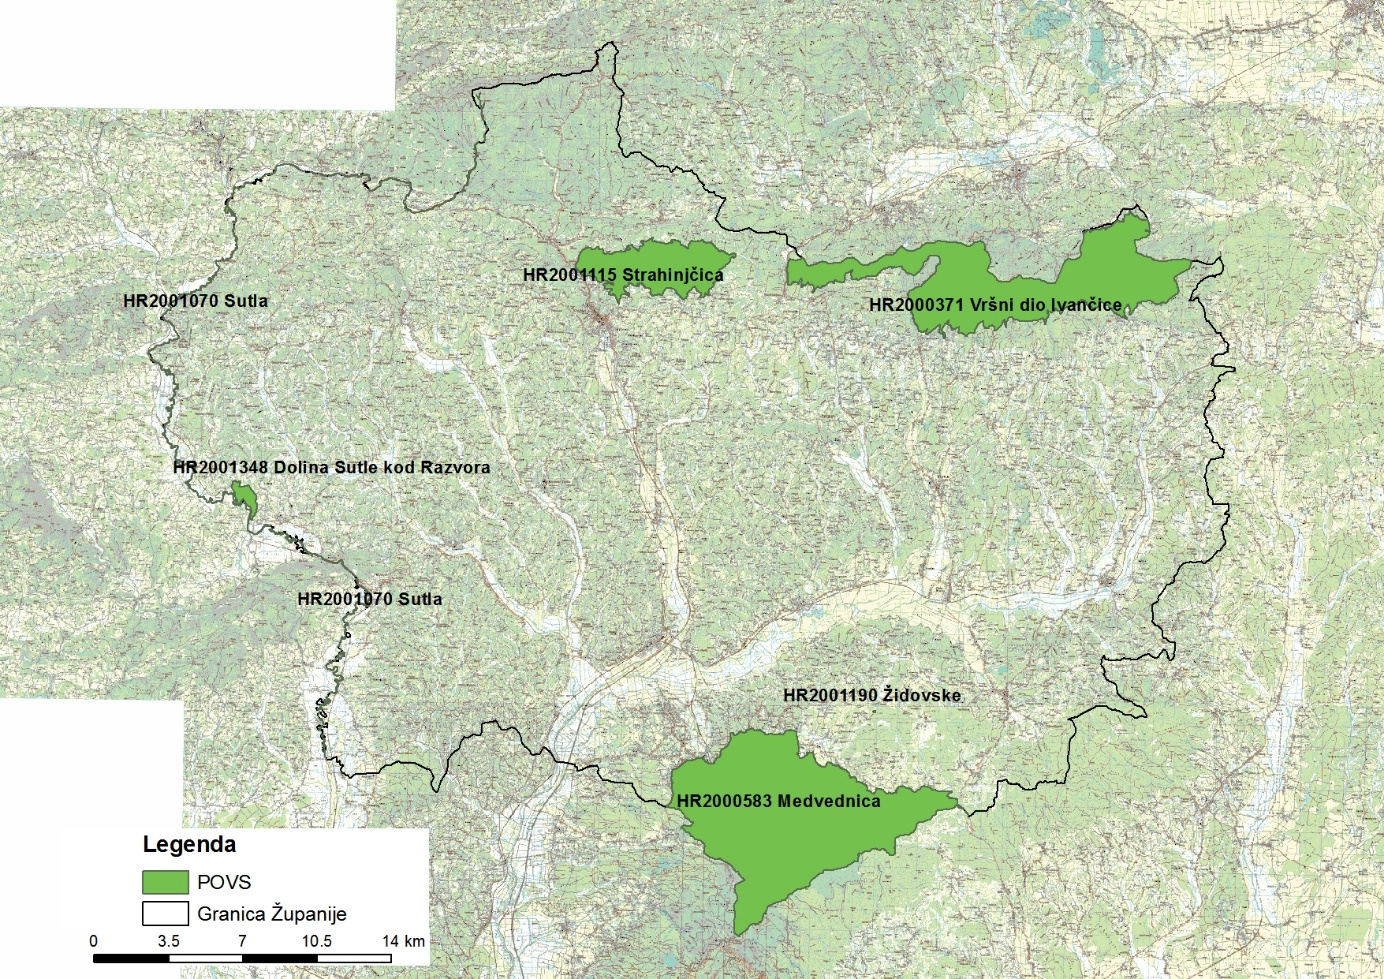 HR2001115 Strahinjčica
HR2001070 Sutla
HR2000371 Vršni dio Ivančice
HR2001348 Dolina Sutle kod Razvora
HR2001070 Sutla
HR2001190 Židovske
HR2000583 Medvednica
Legenda
POVS
Granica Županije
0 3.5 7 10.5 14 km